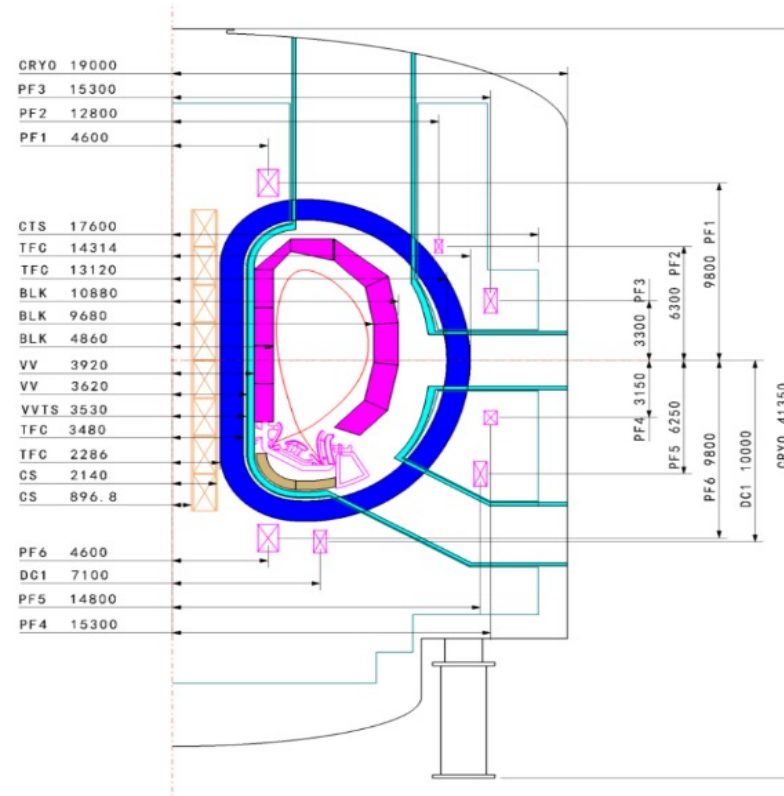 CRYO 19000
PF3 15300
PF2 12800
PF1 4600
CTS 17600
TFC 14314
TFC 13120
BLK 10880
BLK 9680
BLK 4860
VV 3920
VV 3620
VVTS 3530
TFC 3480
TFC 2286
CS 2140
CS 896.8
PF6 4600
DC1 7100
PF5 14800
PF4 15300
3300 PF3
6300 PF2
9800 PF1
PF4 3150
PF5 6250
PF6 9800
DC1 10000
CRYO 41350